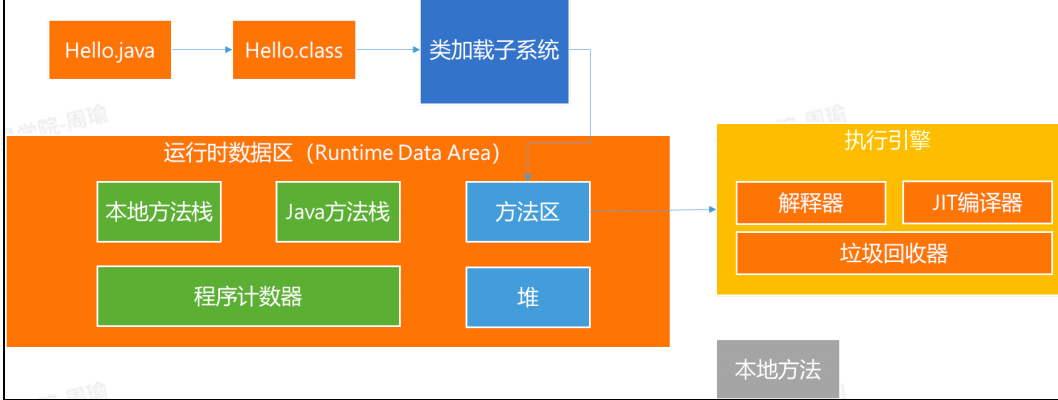 Hello.java
Hello.class
类加载子系统
学院-周瑜
院-周瑜
运行时数据区（Runtime Data Area）
执行引擎
本地方法栈
Java方法栈
方法区
解释器
JIT编译器
垃圾回收器
程序计数器
堆
本地方法
周瑜